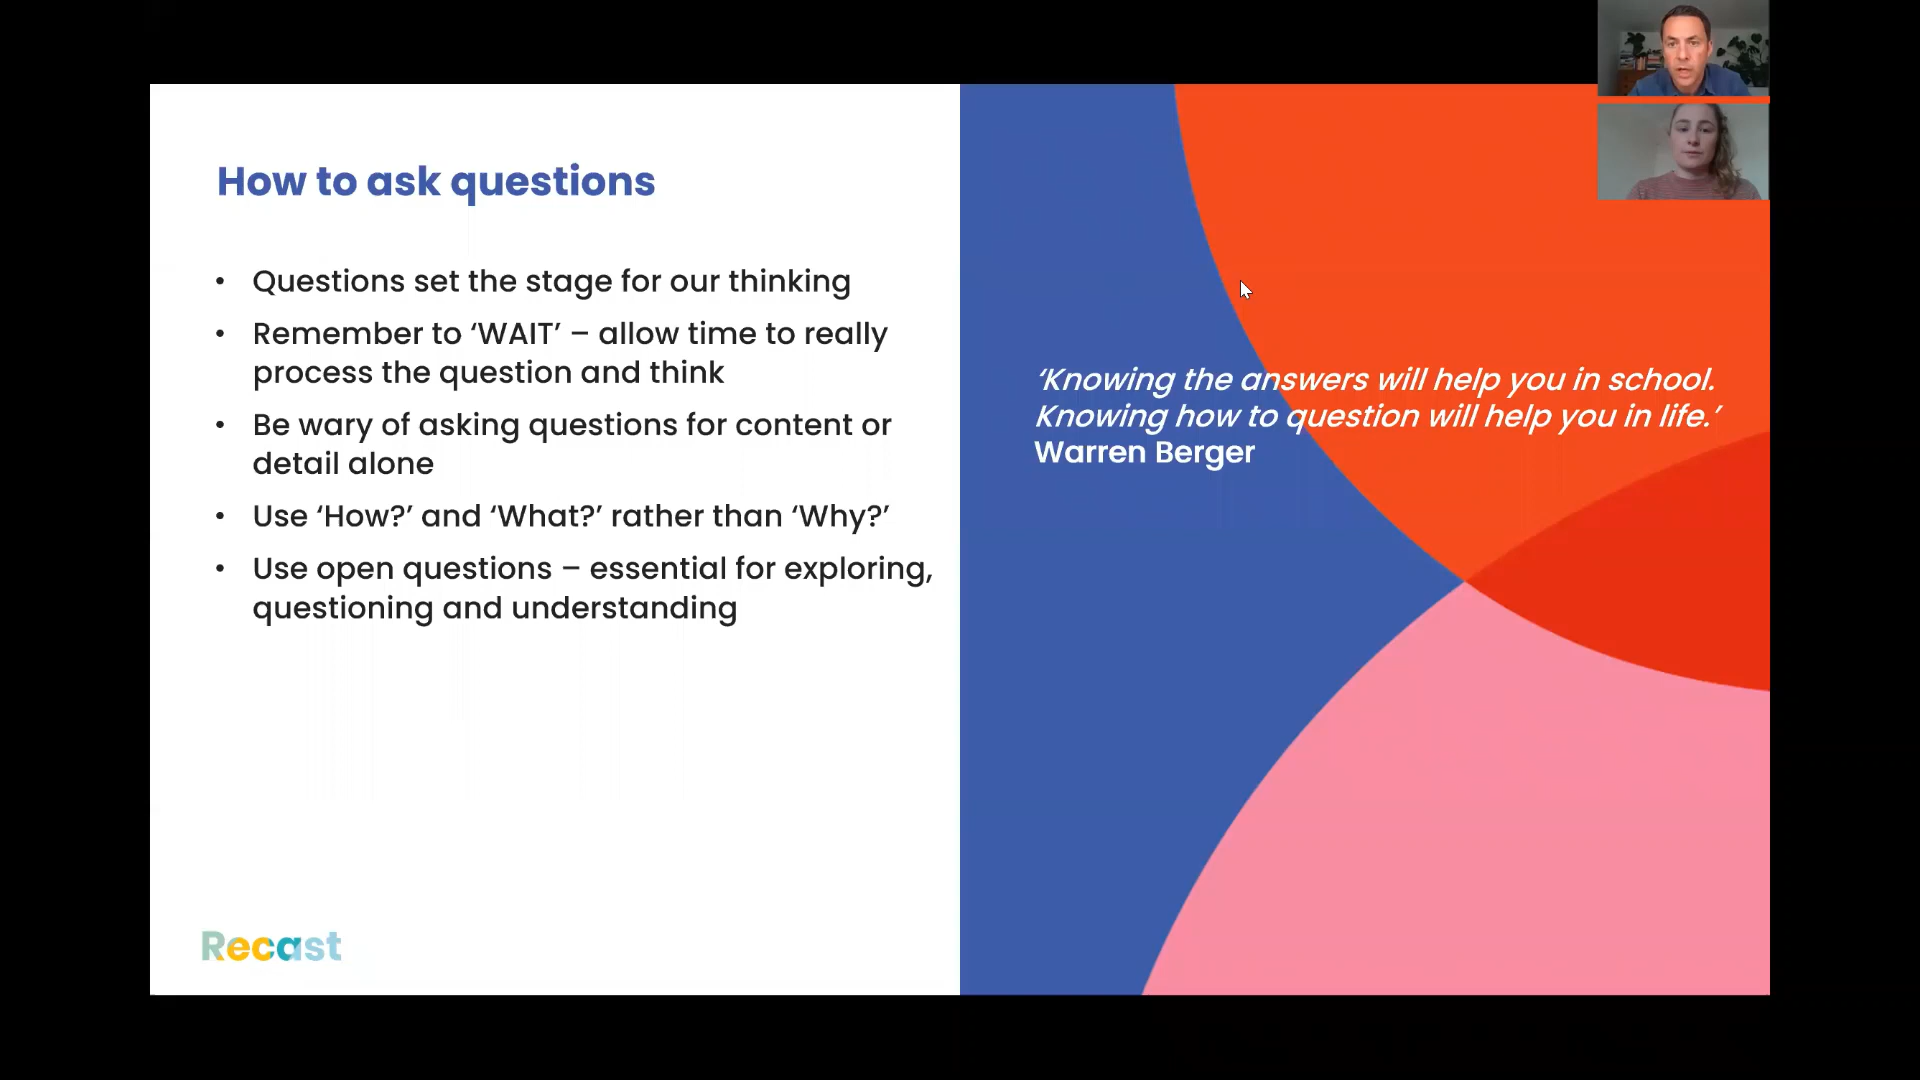 How to ask questions
• Questions set the stage for our thinking
• Remember to ‘WAIT’ – allow time to really
process the question and think
• Be wary of asking questions for content or
detail alone
• Use ‘How?’ and ‘What?’ rather than ‘Why?’
• Use open questions – essential for exploring,
questioning and understanding
Recast
‘Knowing the answers will help you in school.
Knowing how to question will help you in life.’
Warren Berger